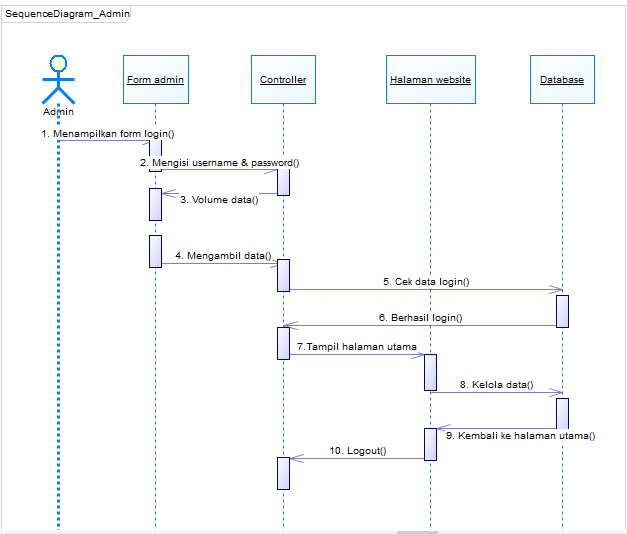 SequenceDiagram_Admin
Form admin
Controller
Halaman website
Database
Admin
1. Menampilkan form login()
2. Mengisi username & password()
3. Volume data()
4. Mengambil data()
5. Cek data login()
6. Berhasil login()
7.Tampil halaman utama
8. Kelola data()
9. Kembali ke halaman utama()
10. Logout()